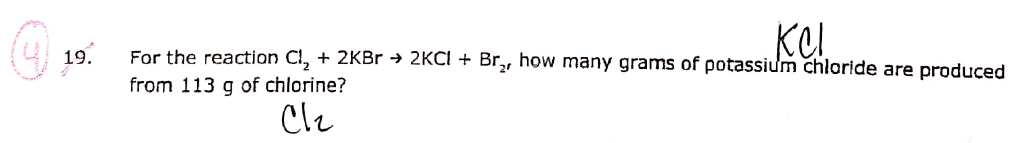 KCl
4 19. For the reaction Cl₂ + 2KBr → 2KCl + Br₂, how many grams of potassium chloride are produced
from 113 g of chlorine?
Cl2